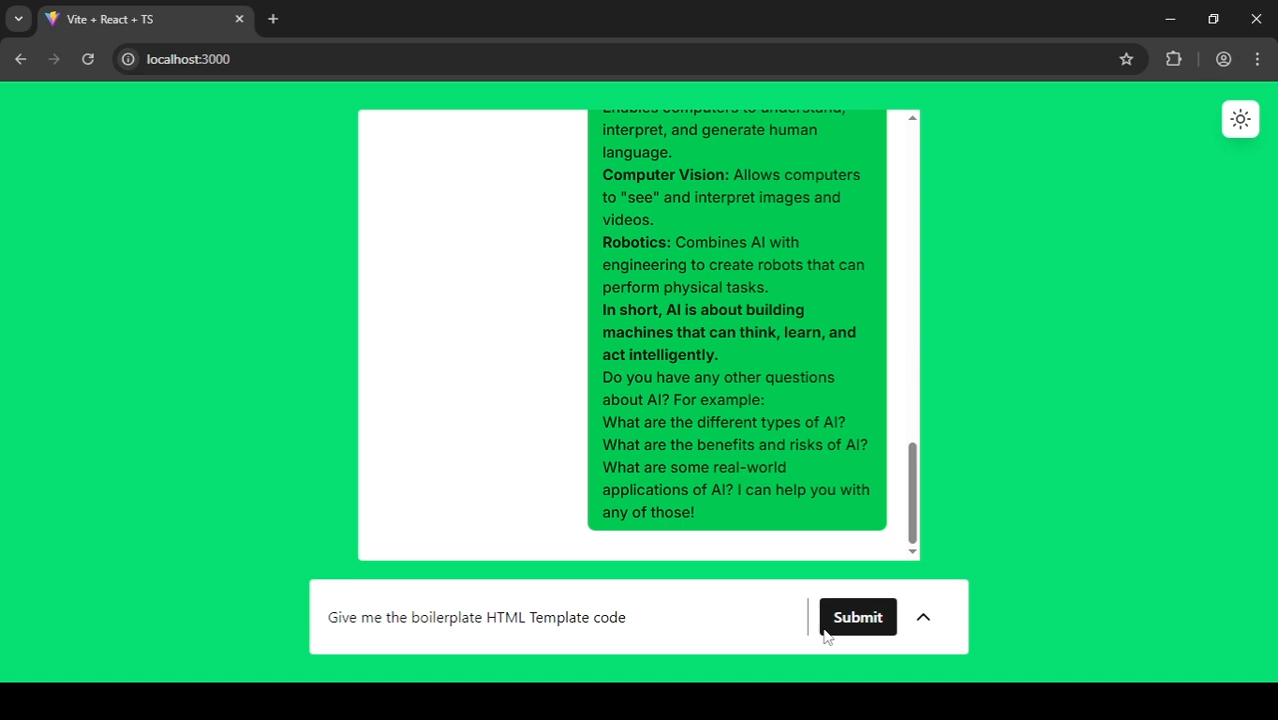 Vite + React + TS
localhost:3000
Enables computers to understand,
interpret, and generate human
language.
Computer Vision: Allows computers
to "see" and interpret images and
videos.
Robotics: Combines AI with
engineering to create robots that can
perform physical tasks.
In short, AI is about building
machines that can think, learn, and
act intelligently.
Do you have any other questions
about AI? For example:
What are the different types of AI?
What are the benefits and risks of AI?
What are some real-world
applications of AI? I can help you with
any of those!
Give me the boilerplate HTML Template code
Submit